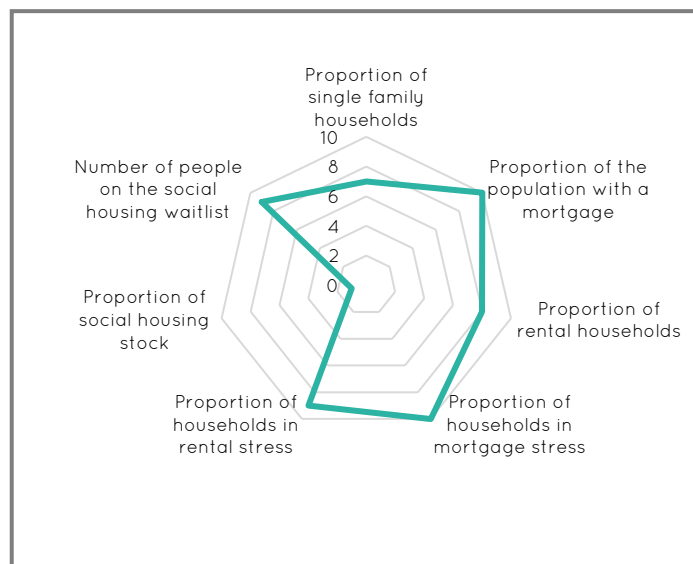 Proportion of
single family
households
10
8
6
4
2
0
Number of people
on the social
housing waitlist
Proportion of the
population with a
mortgage
Proportion of
social housing
stock
Proportion of
rental households
Proportion of
households in
rental stress
Proportion of
households in
mortgage stress